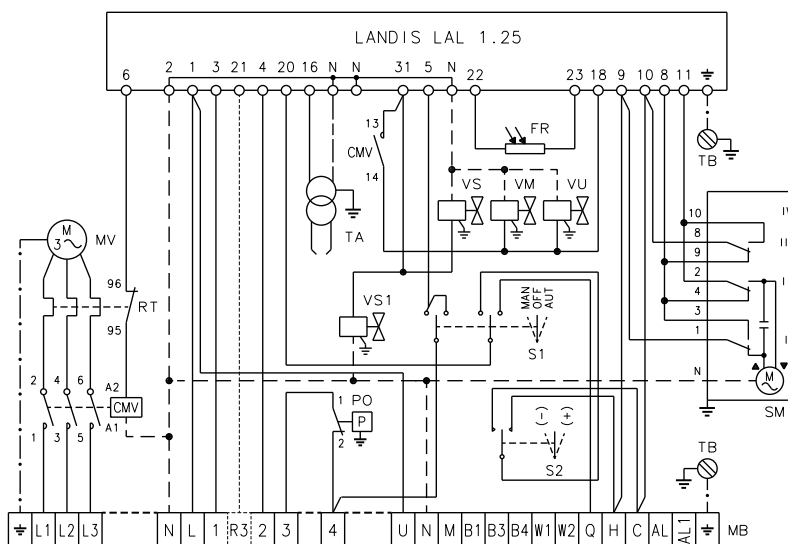 LANDIS LAL 1.25
6 2 1 3 21 4 20 16 N N 31 5 N 22 23 18 9 10 8 11
13
FR
CMV
TB
14
VS VM VU
TA
10
8
9
2
4
3
1
N
II
I
I
M
3
MV
96
RT
95
VS1
MAN
OFF
AUT
S1
M
SM
2 4 6 A2
CMV
1 3 5 A1
1 PO
P
2
(-) (+)
S2
TB
L1 L2 L3 N L 1 R3 2 3 4 U N M B1 B3 B4 W1 W2 Q H C AL AL1 MB